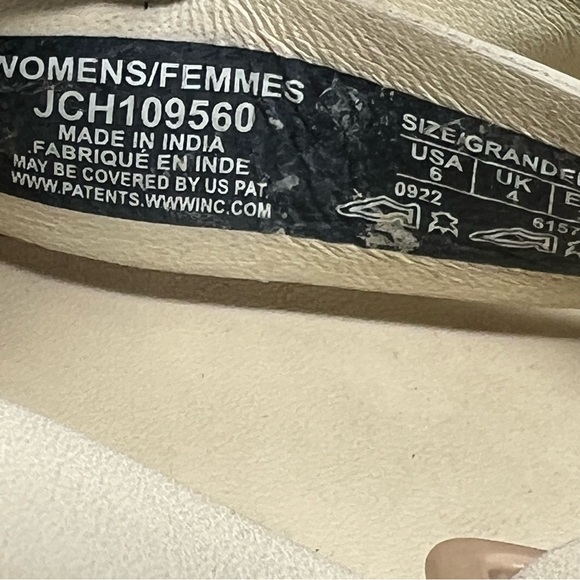 WOMENS/FEMMES
JCH109560
MADE IN INDIA
FABRIQUÉ EN INDE
MAY BE COVERED BY US PAT.
WWW.PATENTS.WWWINC.COM
SIZE/GRANDE
USA UK E
6 4
0922 6157